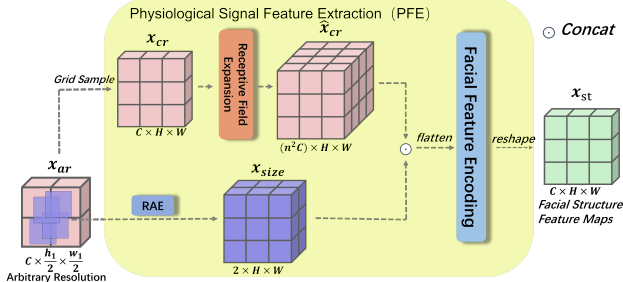 Physiological Signal Feature Extraction（PFE）
x_cr
x̂_cr
⊙ Concat
Grid Sample
Receptive Field
Expansion
Facial Feature Encoding
x_st
C × H × W
(n²C) × H × W
flatten
reshape
x_ar
x_size
RAE
C × H × W
Facial Structure
Feature Maps
C × h₁/2 × w₁/2
2 × H × W
Arbitrary Resolution